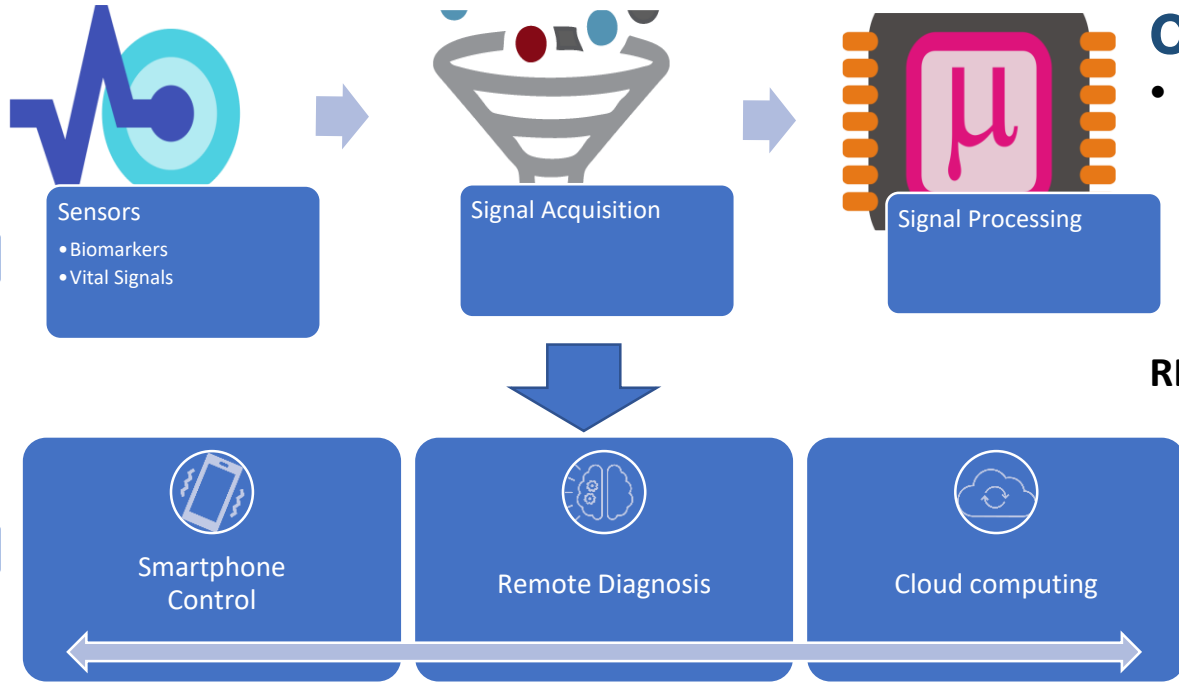 μ
Sensors
• Biomarkers
• Vital Signals
Signal Acquisition
Signal Processing
•
Smartphone
Control
Remote Diagnosis
Cloud computing